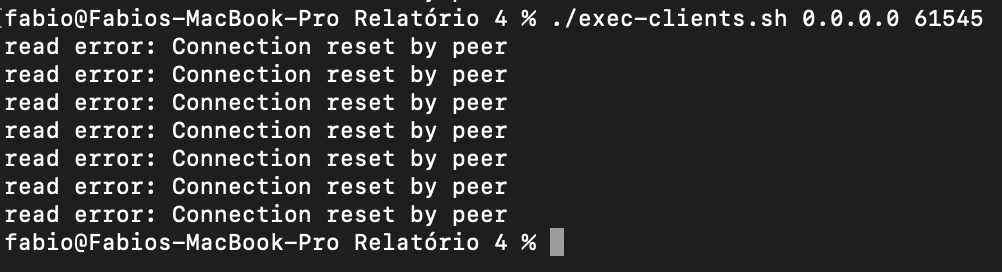 fabio@Fabios-MacBook-Pro Relatório 4 % ./exec-clients.sh 0.0.0.0 61545
read error: Connection reset by peer
read error: Connection reset by peer
read error: Connection reset by peer
read error: Connection reset by peer
read error: Connection reset by peer
read error: Connection reset by peer
read error: Connection reset by peer
fabio@Fabios-MacBook-Pro Relatório 4 %